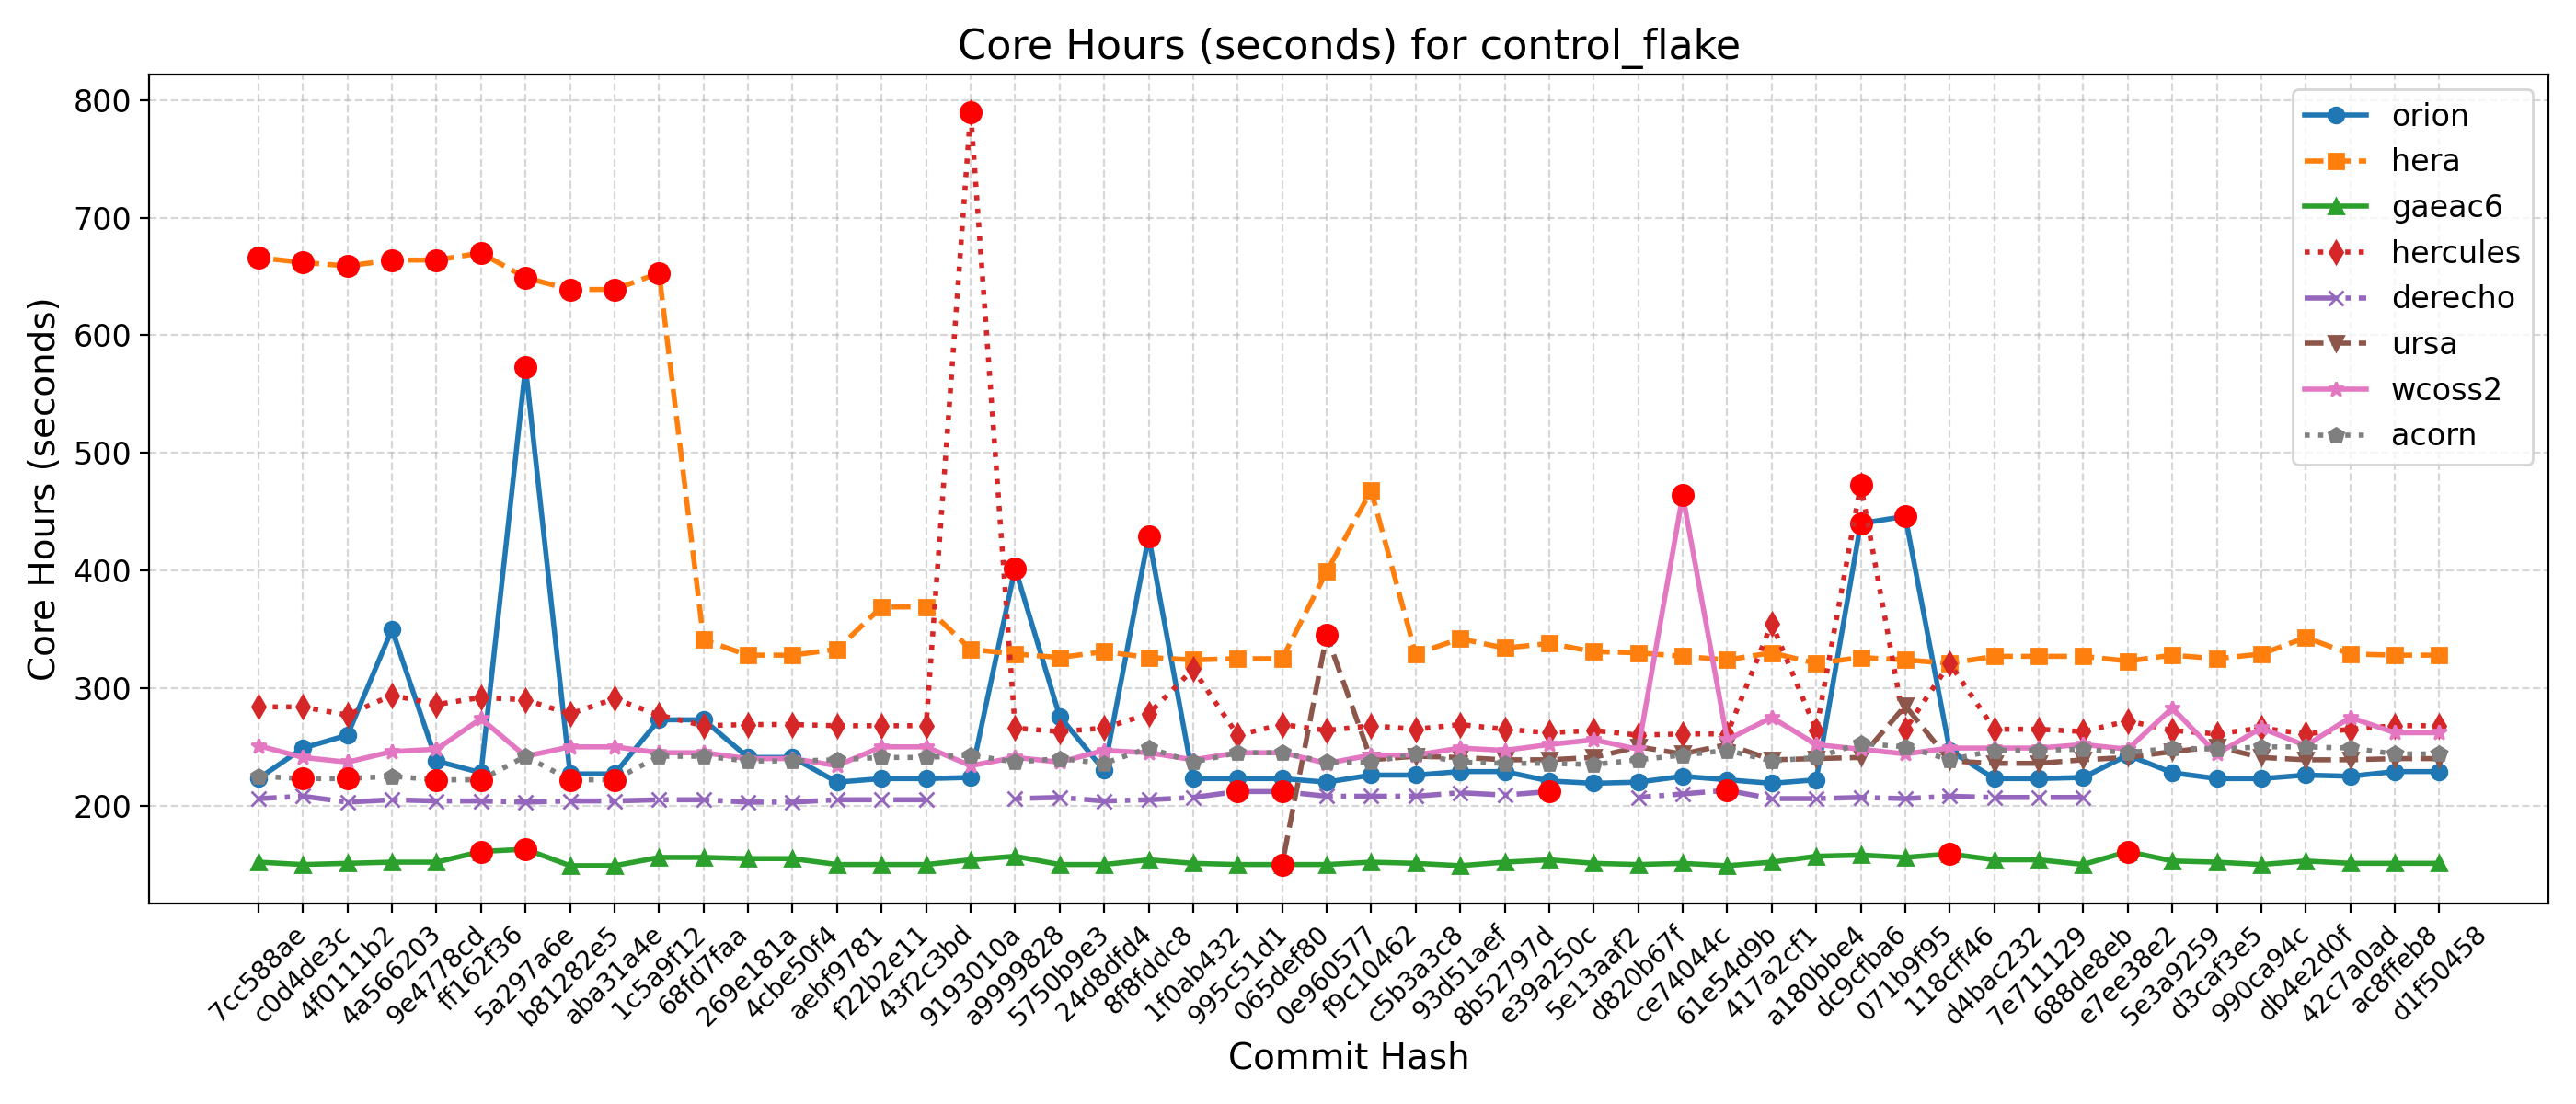 Core Hours (seconds) for control_flake
Core Hours (seconds)
800
700
600
500
400
300
200
orion
hera
gaeac6
hercules
derecho
ursa
wcoss2
acorn
7cc588ae
c0d4de3c
4f0111b2
4a566203
9e4778cd
ff162f36
5a297a6e
b81282e5
aba31a4e
1c5a9f12
68fd7faa
269e181a
4cbe50f4
aebf9781
f22b2e11
43f2c3bd
9193010a
a9999828
5750b9e3
24d8dfd4
8f8fddc8
1f0ab432
995c51d1
065def80
0e960577
f9c10462
c5b3a3c8
93d51aef
8b52797d
e39a250c
5e13aaf2
d820b67f
ce74044c
61e54d9b
417a2cf1
a180bbe4
dc9cfba6
071b9f95
118cff46
d4bac232
7e711129
688de8eb
e7ee38e2
5e3a9259
d3caf3e5
990ca94c
db4e2d0f
42c7a0ad
ac8ffeb8
d1f50458
Commit Hash